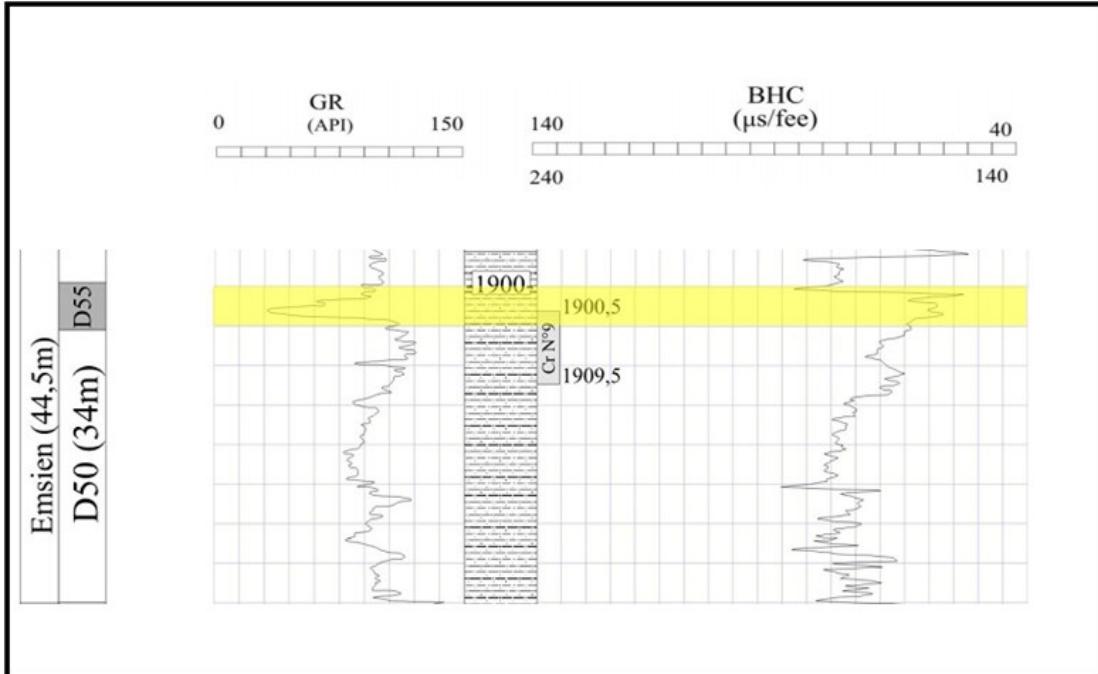 GR
(API)
0
150
BHC
(µs/fee)
140
40
240
140
Emsien (44,5m)
D55
D50 (34m)
1900
1900,5
Cr N°9
1909,5